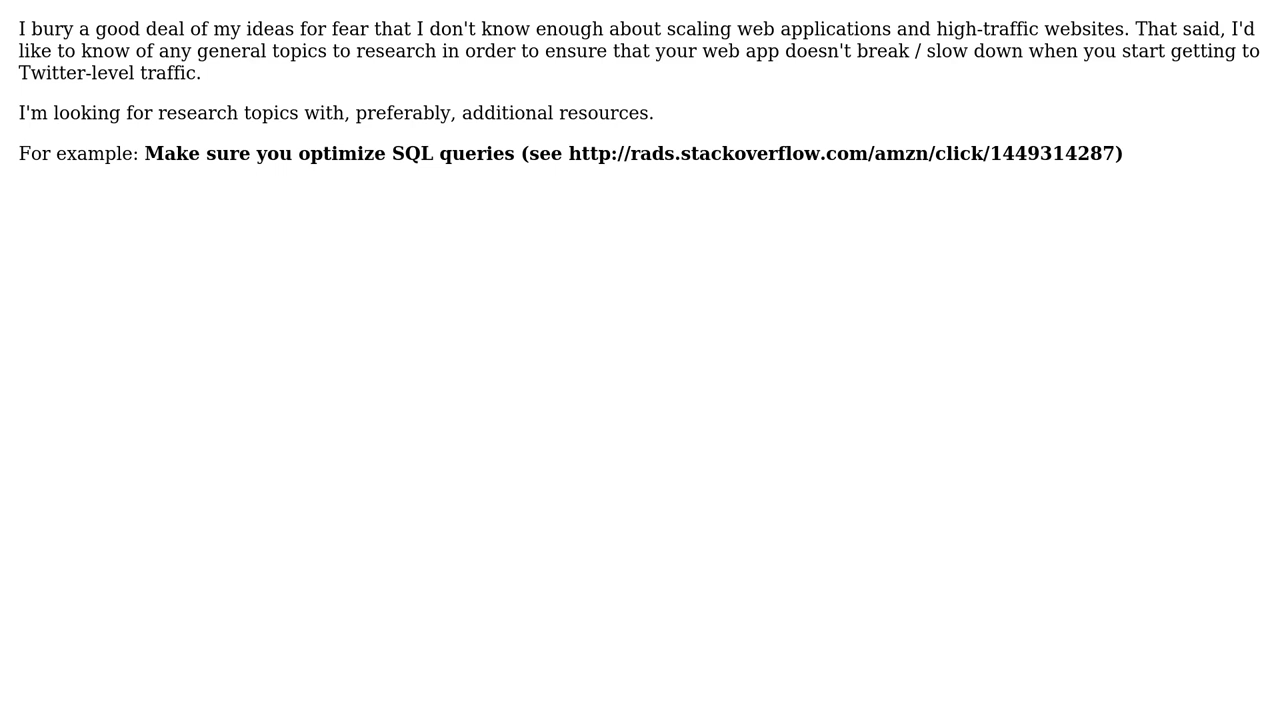 I bury a good deal of my ideas for fear that I don't know enough about scaling web applications and high-traffic websites. That said, I'd
like to know of any general topics to research in order to ensure that your web app doesn't break / slow down when you start getting to
Twitter-level traffic.
I'm looking for research topics with, preferably, additional resources.
For example: Make sure you optimize SQL queries (see http://rads.stackoverflow.com/amzn/click/1449314287)